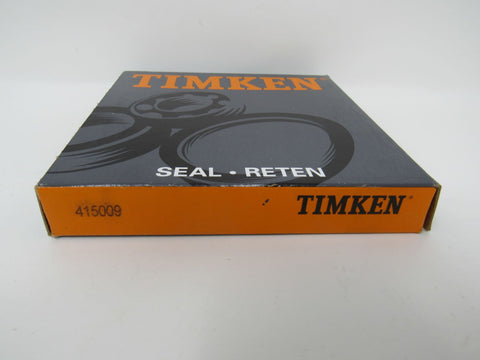 TIMKEN
SEAL • RETEN
415009
TIMKEN